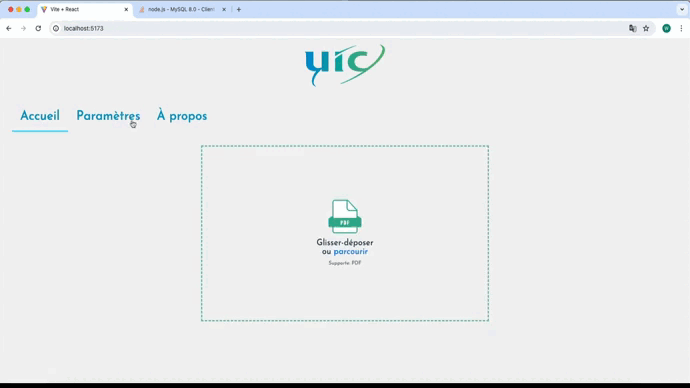 Vite + React
node.js - MySQL 8.0 - Client
localhost:5173
W
uic
Accueil Paramètres À propos
PDF
Glisser-déposer
ou parcourir
Supporte: PDF